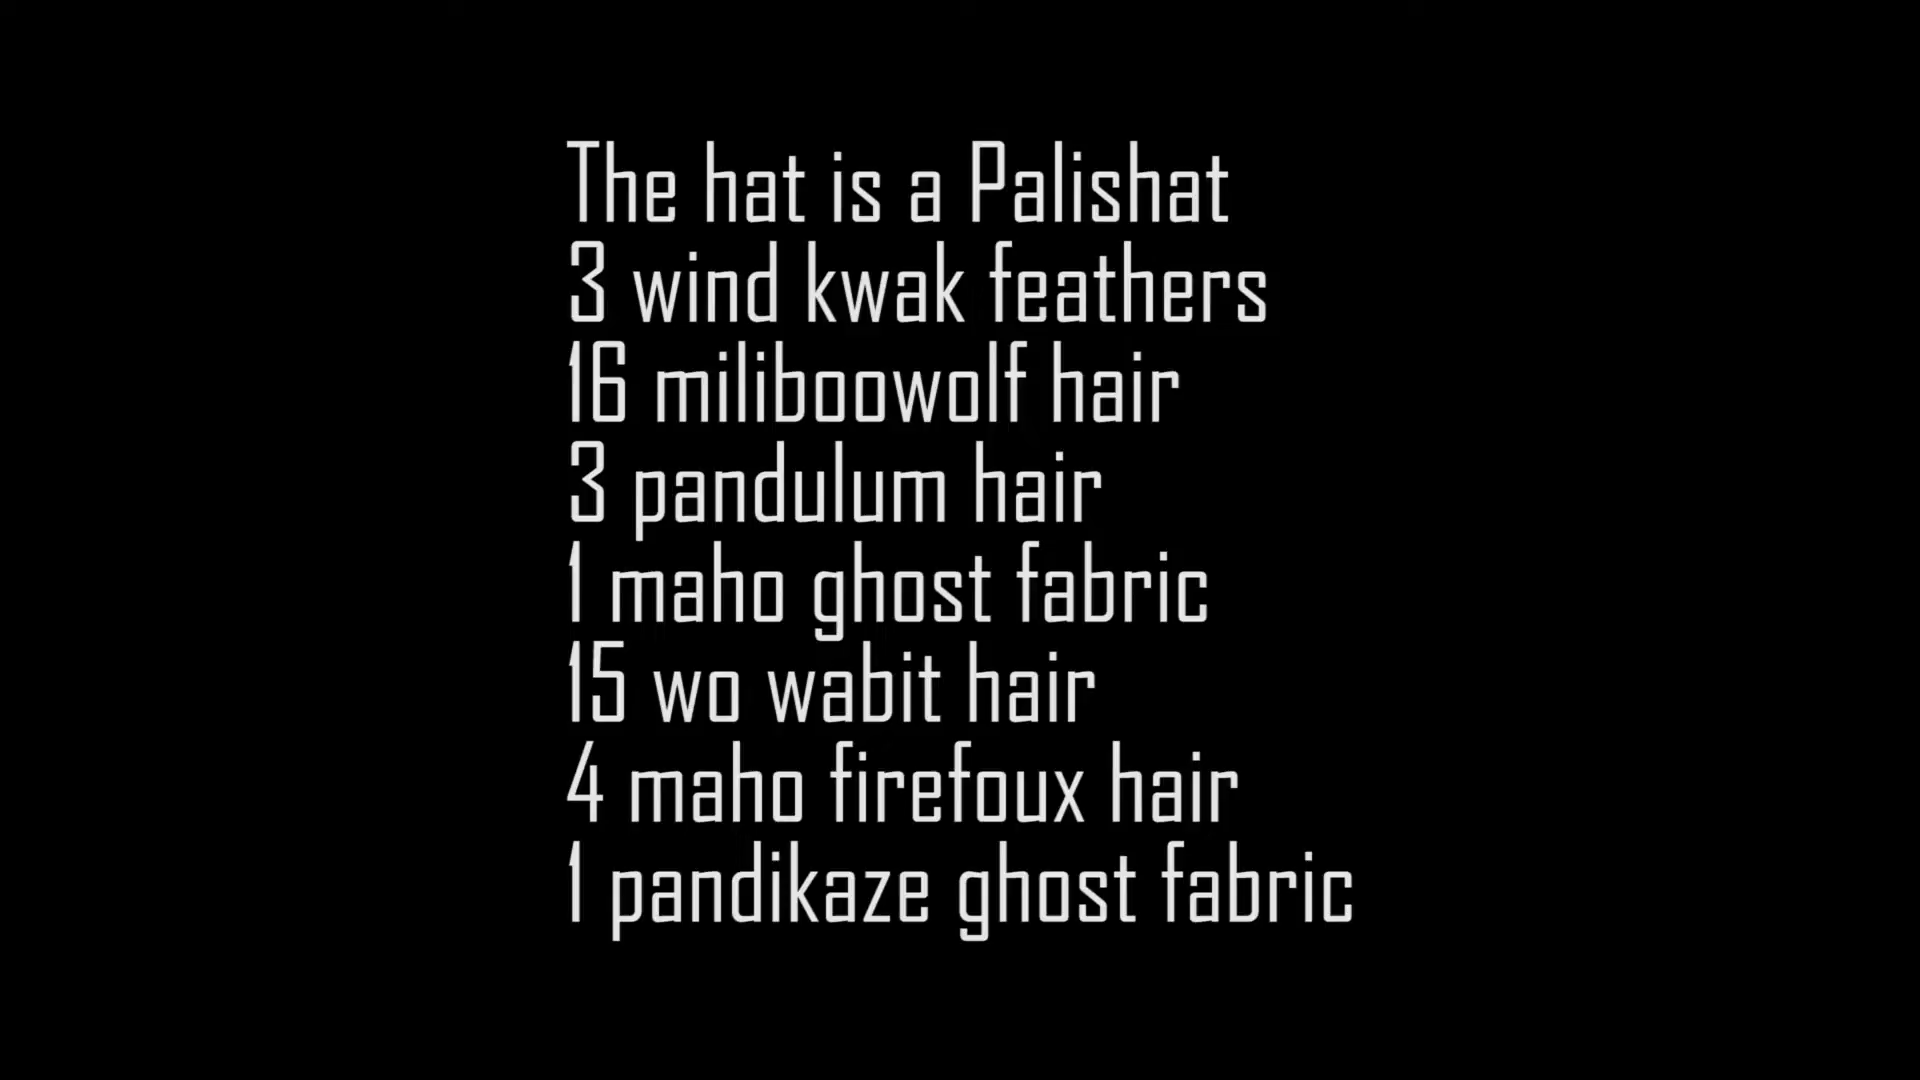 The hat is a Palishat
3 wind kwak feathers
16 miliboowolf hair
3 pandulum hair
1 maho ghost fabric
15 wo wabit hair
4 maho firefoux hair
1 pandikaze ghost fabric